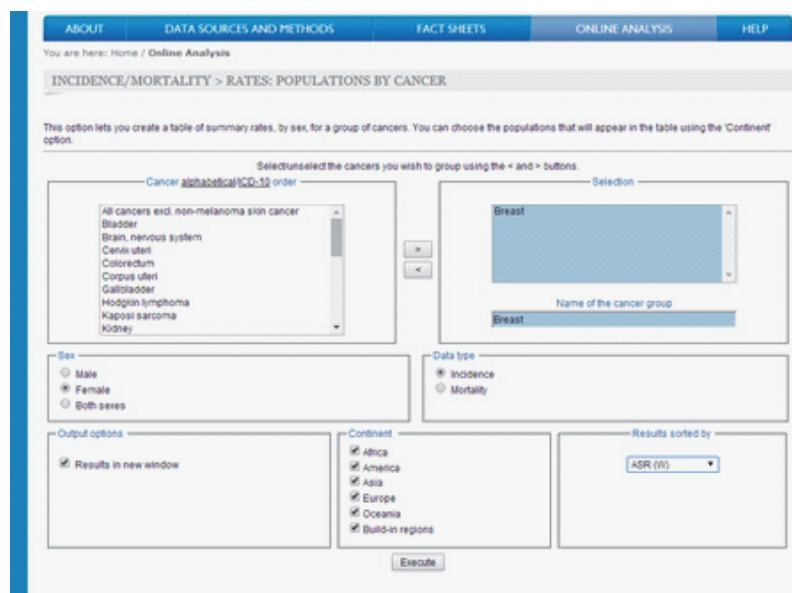 ABOUT DATA SOURCES AND METHODS FACT SHEETS ONLINE ANALYSIS HELP
You are here: Home / Online Analysis
INCIDENCE/MORTALITY > RATES: POPULATIONS BY CANCER
This option lets you create a table of summary rates, by sex, for a group of cancers. You can choose the populations that will appear in the table using the 'Continent'
option.
Select/unselect the cancers you wish to group using the < and > buttons.
Cancer alphabetical/ICD-10 order
All cancers excl. non-melanoma skin cancer
Bladder
Brain, nervous system
Cervix uteri
Colorectum
Corpus uteri
Gallbladder
Hodgkin lymphoma
Kaposi sarcoma
Kidney
>
<
Selection
Breast
Name of the cancer group
Breast
Sex
Male
Female
Both sexes
Data type
Incidence
Mortality
Output options
Results in new window
Continent
Africa
America
Asia
Europe
Oceania
Build-in regions
Results sorted by
ASR (W)
Execute